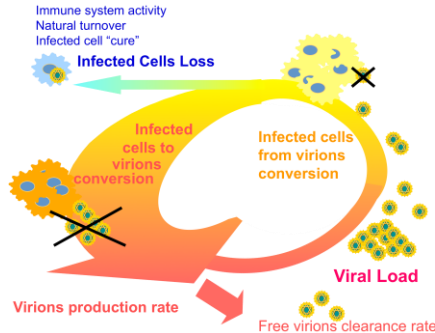 Immune system activity
Natural turnover
Infected cell “cure”
Infected Cells Loss
Infected
cells to
virions
conversion
Infected cells
from virions
conversion
Viral Load
Virions production rate
Free virions clearance rate